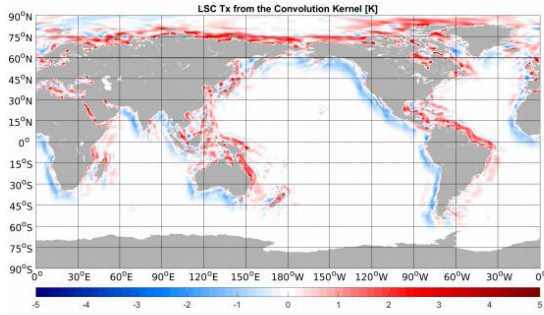 LSC Tx from the Convolution Kernel [K]
90°N
75°N
60°N
45°N
30°N
15°N
0°
15°S
30°S
45°S
60°S
75°S
90°S
0° 30°E 60°E 90°E 120°E 150°E 180°W 150°W 120°W 90°W 60°W 30°W 0°
-5 -4 -3 -2 -1 0 1 2 3 4 5